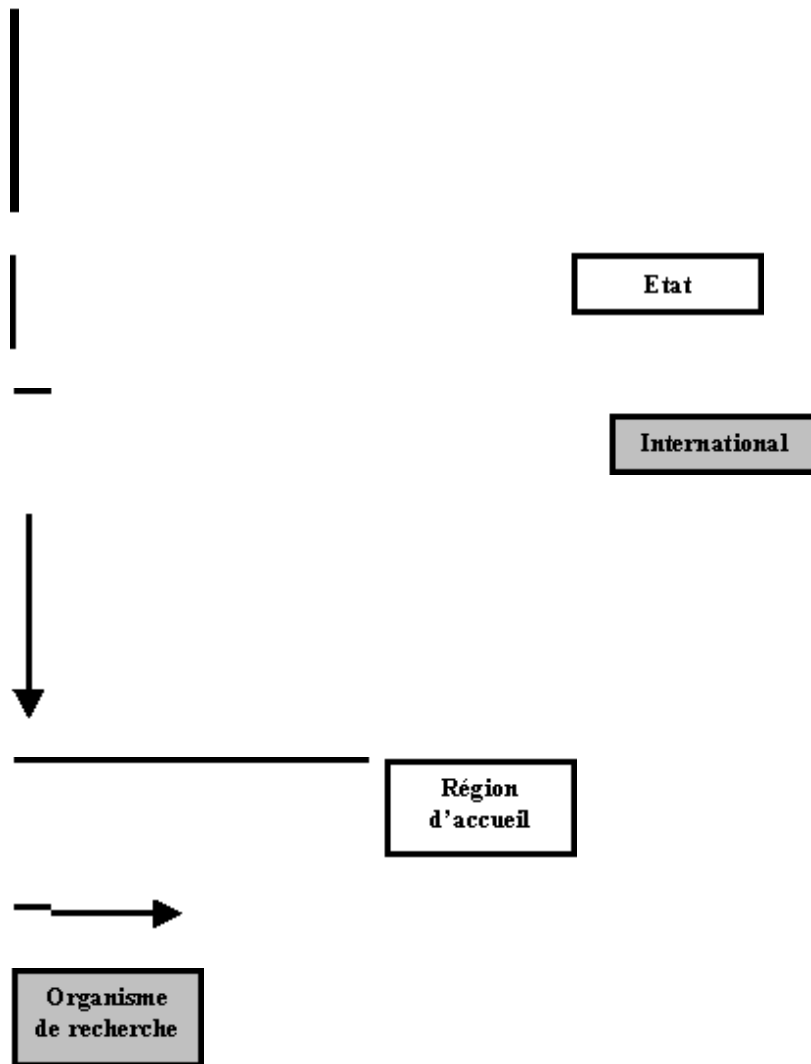 Etat
International
Région
d'accueil
Organisme
de recherche